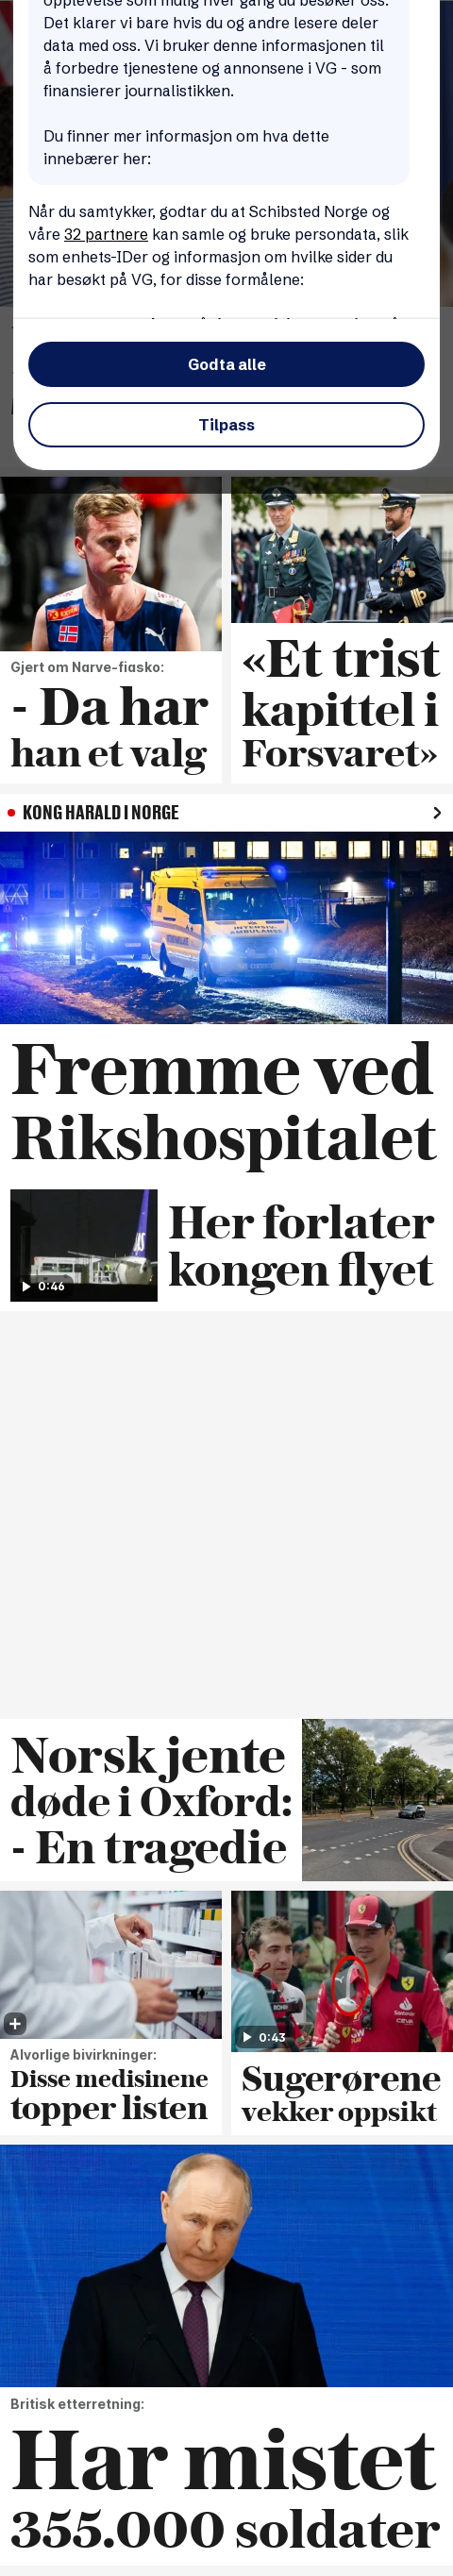 opplevelse som mulig hver gang du besøker oss.
Det klarer vi bare hvis du og andre lesere deler
data med oss. Vi bruker denne informasjonen til
å forbedre tjenestene og annonsene i VG - som
finansierer journalistikken.
Du finner mer informasjon om hva dette
innebærer her:
Når du samtykker, godtar du at Schibsted Norge og
våre 32 partnere kan samle og bruke persondata, slik
som enhets-IDer og informasjon om hvilke sider du
har besøkt på VG, for disse formålene:
Godta alle
Tilpass
Gjert om Narve-fiasko:
- Da har
han et valg
«Et trist
kapittel i
Forsvaret»
KONG HARALD I NORGE
Fremme ved
Rikshospitalet
0:46
Her forlater
kongen flyet
Norsk jente
døde i Oxford:
- En tragedie
Alvorlige bivirkninger:
Disse medisinene
topper listen
0:43
Sugerørene
vekker oppsikt
Britisk etterretning:
Har mistet
355.000 soldater